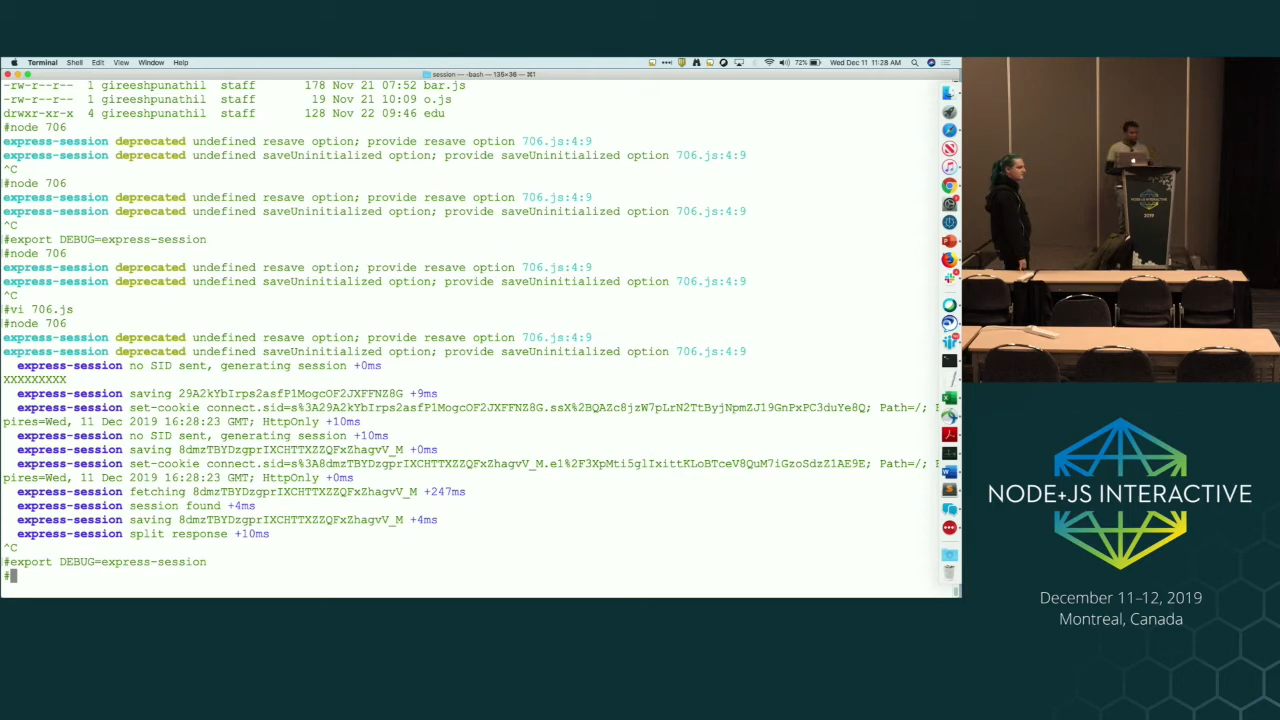 Terminal Shell Edit View Window Help
72% Wed Dec 11 11:28 AM
session — -bash — 135×36 — ⌘1
-rw-r--r-- 1 gireeshpunathil staff 178 Nov 21 07:52 bar.js
-rw-r--r-- 1 gireeshpunathil staff 19 Nov 21 10:09 o.js
drwxr-xr-x 4 gireeshpunathil staff 128 Nov 22 09:46 edu
#node 706
express-session deprecated undefined resave option; provide resave option 706.js:4:9
express-session deprecated undefined saveUninitialized option; provide saveUninitialized option 706.js:4:9
^C
#node 706
express-session deprecated undefined resave option; provide resave option 706.js:4:9
express-session deprecated undefined saveUninitialized option; provide saveUninitialized option 706.js:4:9
^C
#export DEBUG=express-session
#node 706
express-session deprecated undefined resave option; provide resave option 706.js:4:9
express-session deprecated undefined saveUninitialized option; provide saveUninitialized option 706.js:4:9
^C
#vi 706.js
#node 706
express-session deprecated undefined resave option; provide resave option 706.js:4:9
express-session deprecated undefined saveUninitialized option; provide saveUninitialized option 706.js:4:9
express-session no SID sent, generating session +0ms
XXXXXXXXX
express-session saving 29A2kYbIrps2asfPlMogcOF2JXFFNZ8G +9ms
express-session set-cookie connect.sid=s%3A29A2kYbIrps2asfPlMogcOF2JXFFNZ8G.ssX%2BQAZc8jzW7pLrN2TtByjNpmZJ19GnPxPC3duYe8Q; Path=/;
pires=Wed, 11 Dec 2019 16:28:23 GMT; HttpOnly +10ms
express-session no SID sent, generating session +10ms
express-session saving 8dmzTBYDzgprIXCHTTXZZQFxZhagvV_M +0ms
express-session set-cookie connect.sid=s%3A8dmzTBYDzgprIXCHTTXZZQFxZhagvV_M.el%2F3XpMti5glIxittKLoBTceV8QuM7iGzoSdzZ1AE9E; Path=/;
pires=Wed, 11 Dec 2019 16:28:23 GMT; HttpOnly +0ms
express-session fetching 8dmzTBYDzgprIXCHTTXZZQFxZhagvV_M +247ms
express-session session found +4ms
express-session saving 8dmzTBYDzgprIXCHTTXZZQFxZhagvV_M +4ms
express-session split response +10ms
^C
#export DEBUG=express-session
#
NODE+JS INTERACTIVE
2019
NODE+JS INTERACTIVE
December 11–12, 2019
Montreal, Canada